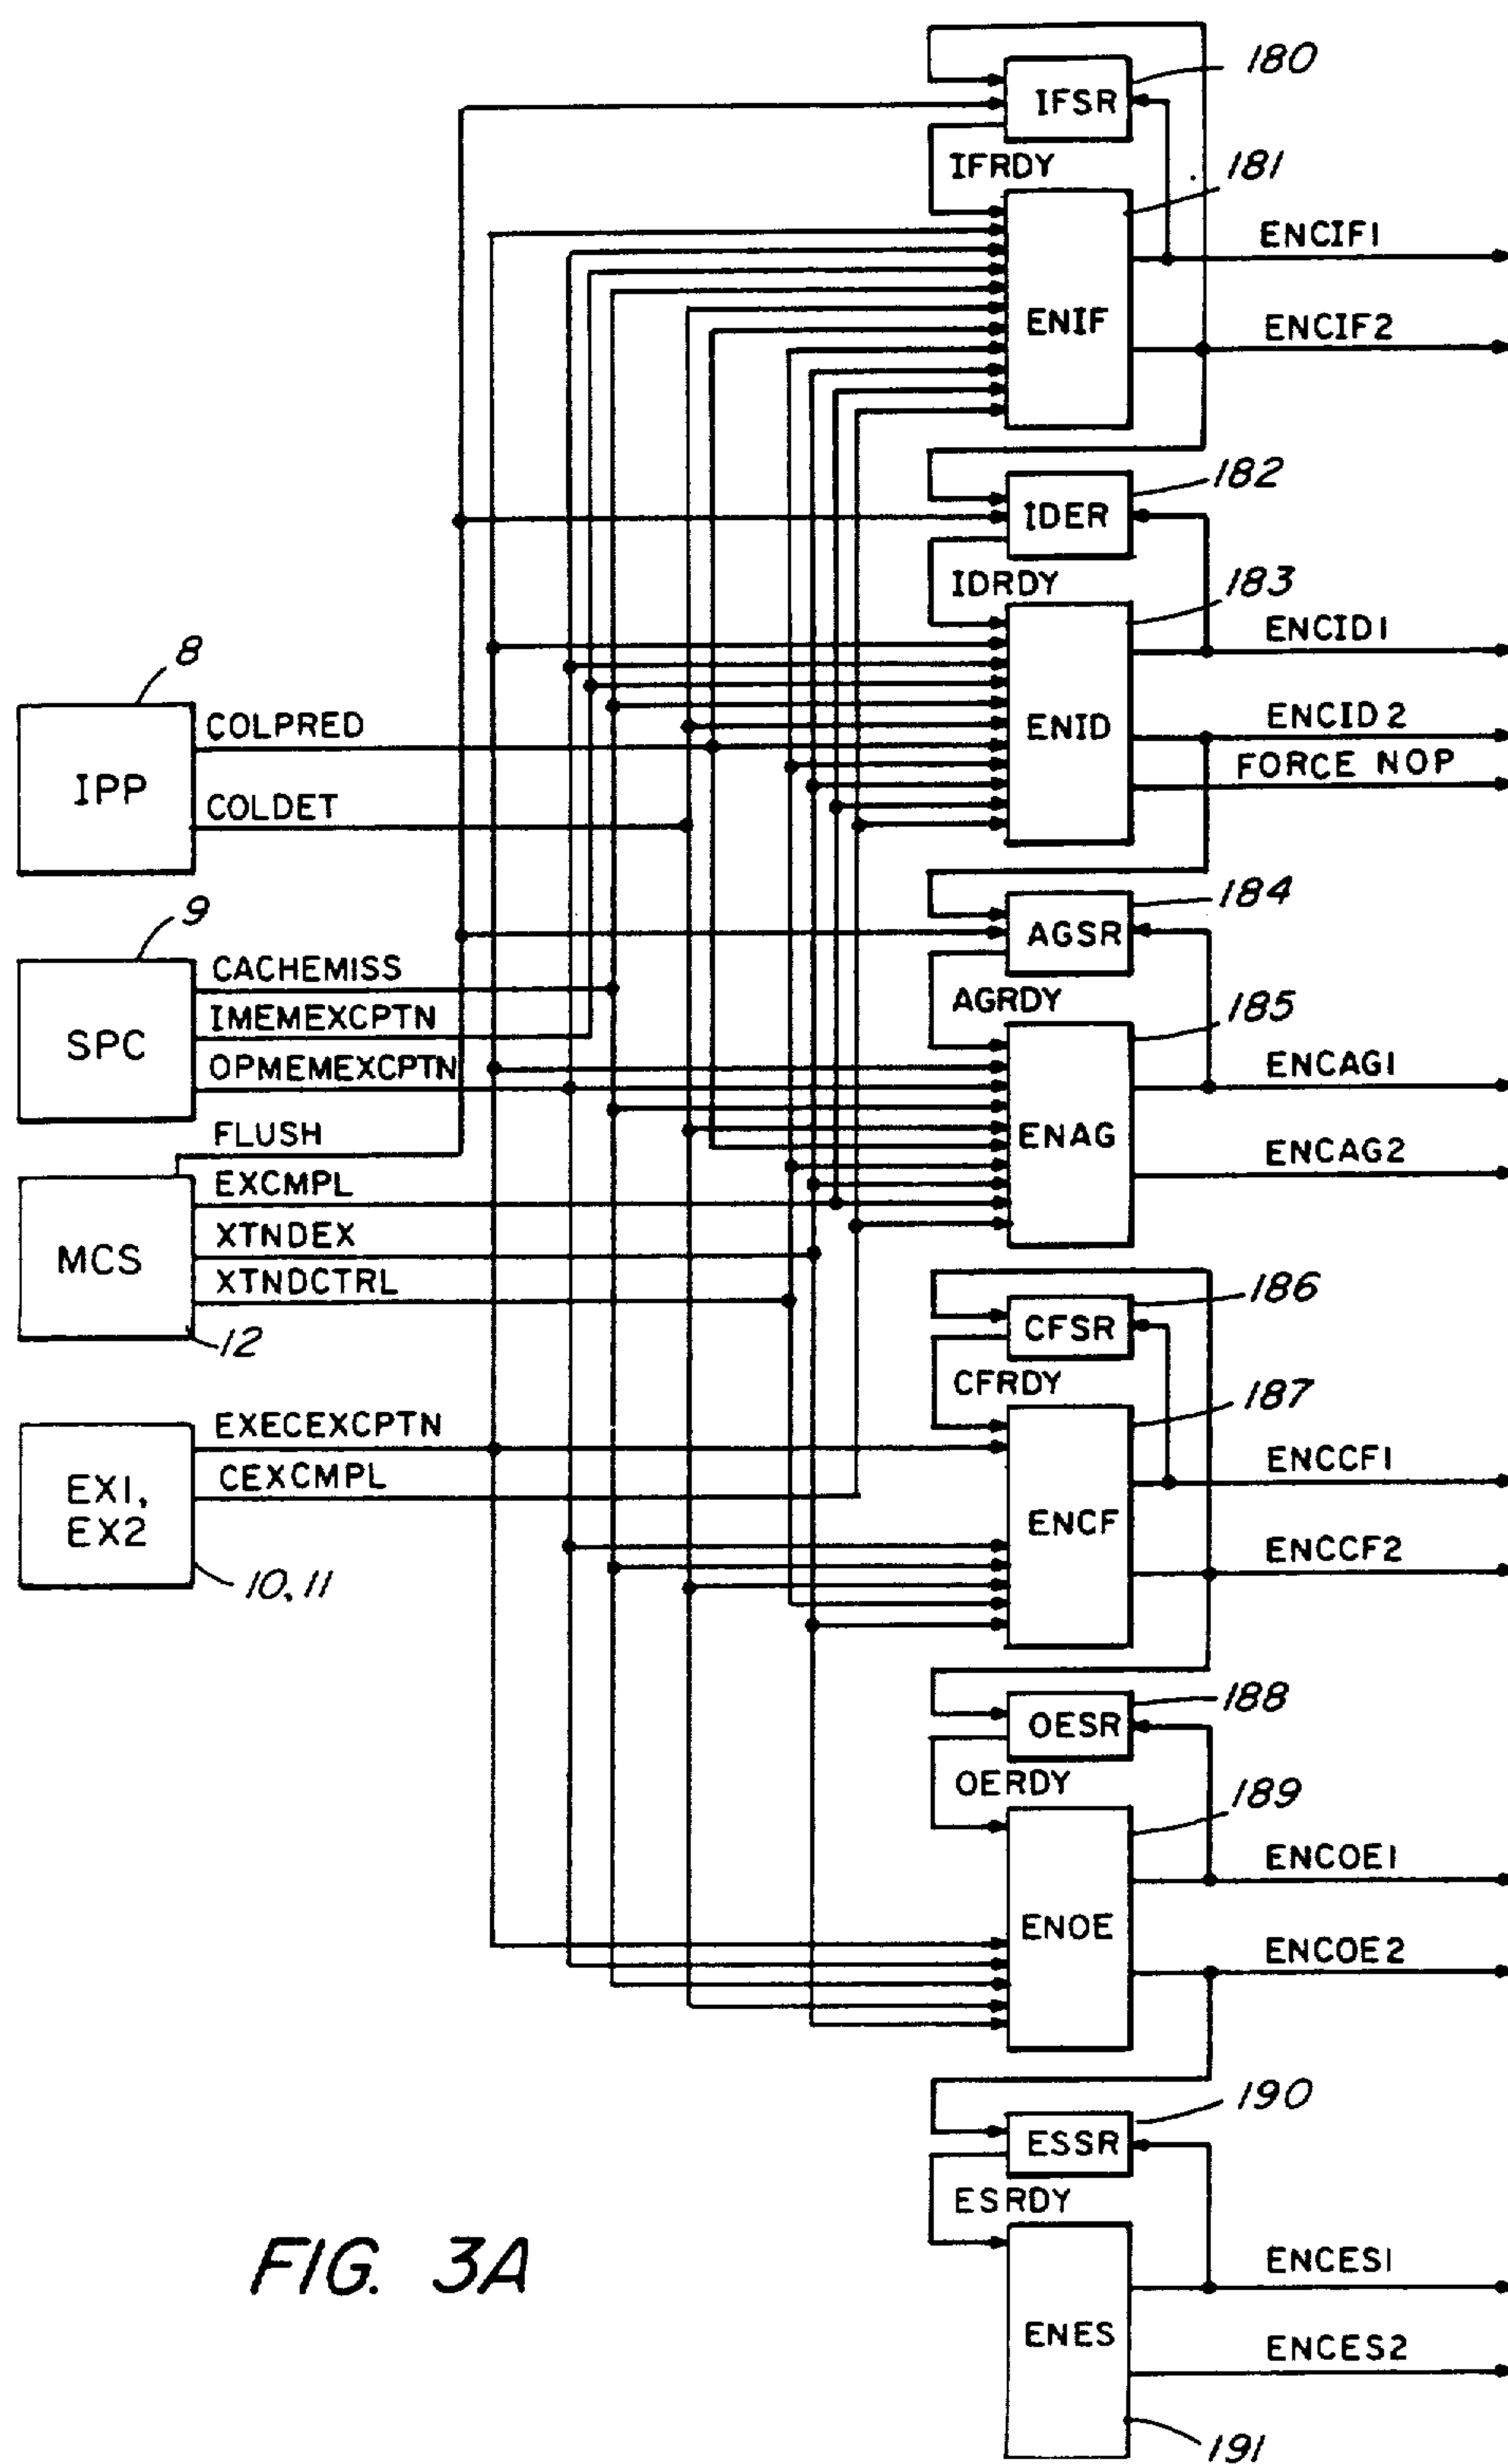 180
IFSR
IFRDY
181
ENCIF1
ENIF
ENCIF2
182
IDER
IDRDY
183
ENCID1
8
COLPRED
ENID
ENCID2
IPP
FORCE NOP
COLDET
9
184
AGSR
CACHEMISS
AGRDY
IMEMEXCPTN
185
SPC
OPMEMEXCPTN
ENCAG1
FLUSH
ENAG
ENCAG2
EXCMPL
XTNDEX
MCS
XTNDCTRL
186
12
CFSR
CFRDY
187
EXECEXCPTN
ENCCF1
CEXCMPL
EX1,
EX2
ENCF
ENCCF2
10,11
188
OESR
OERDY
189
ENCOE1
ENOE
ENCOE2
190
ESSR
ESRDY
FIG. 3A
ENCES1
ENES
ENCES2
191